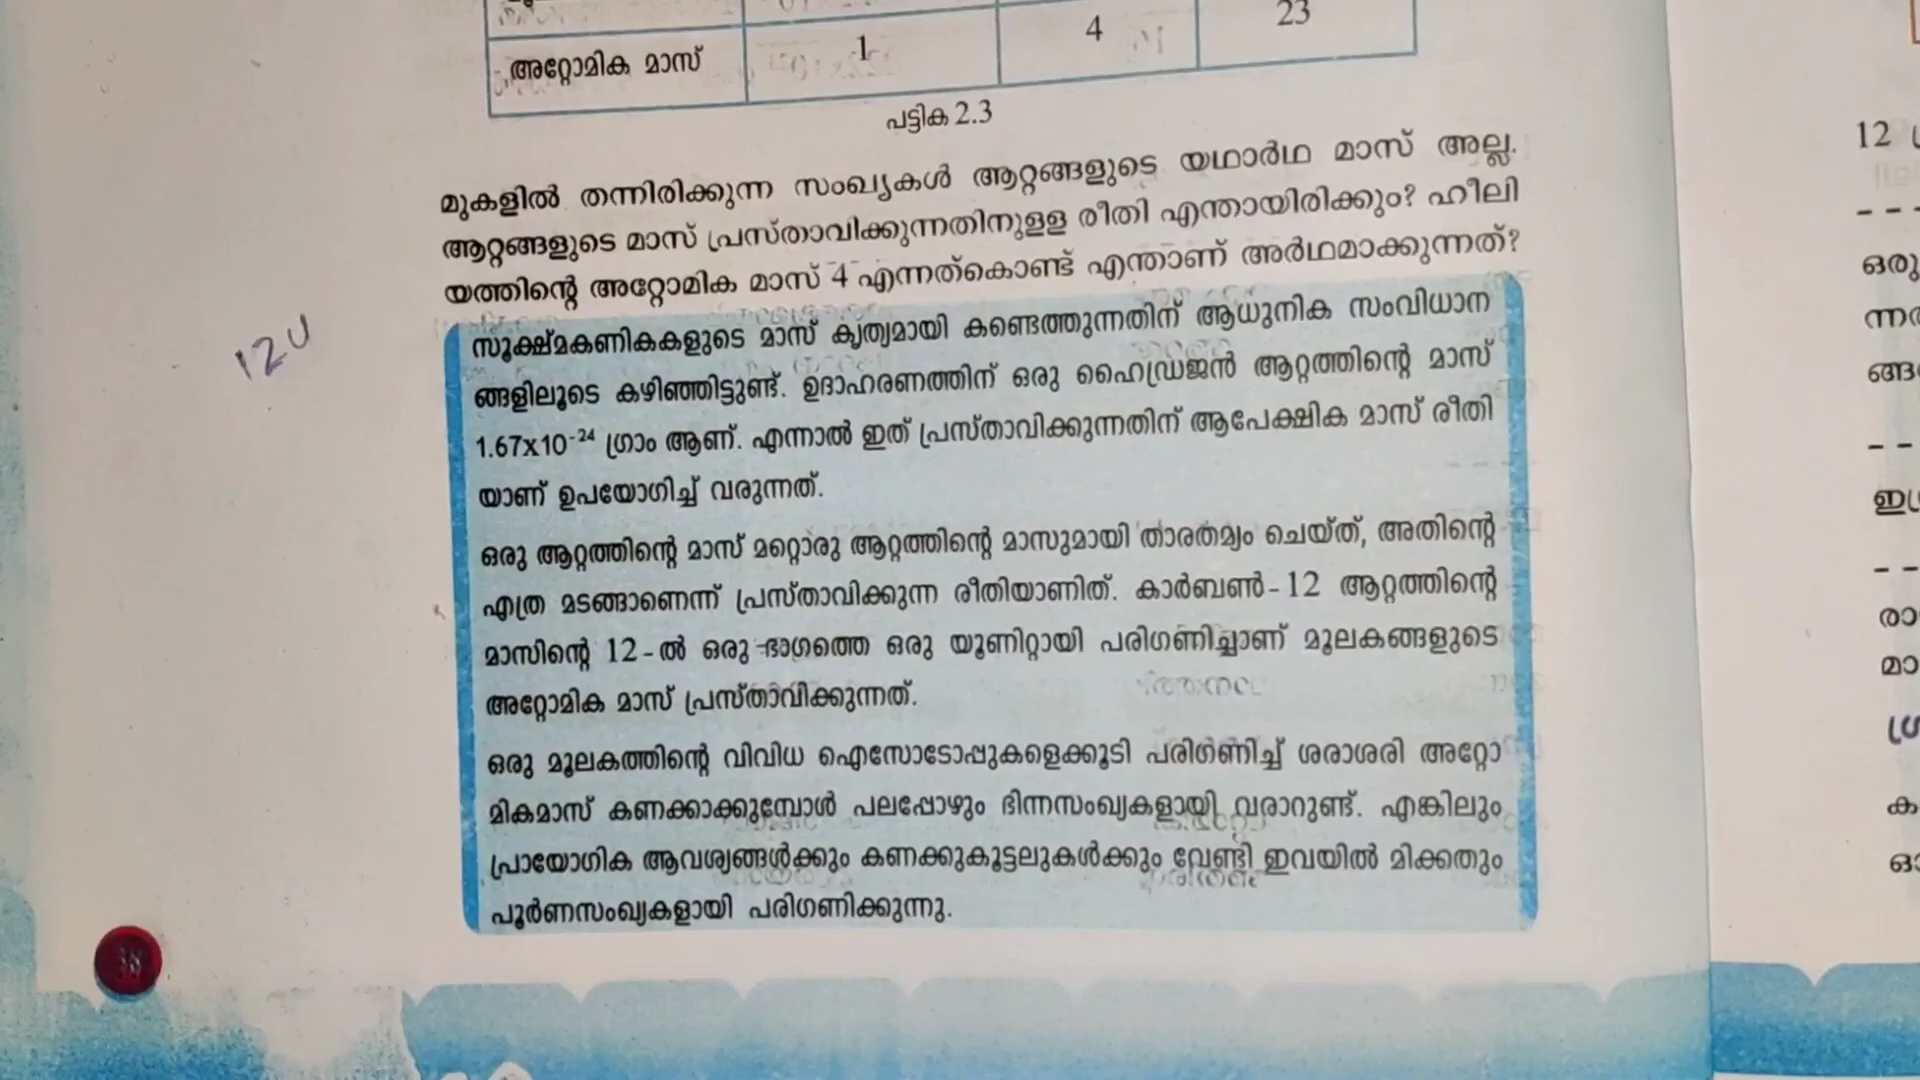 അറ്റോമിക മാസ് 1 4 23
പട്ടിക 2.3
മുകളിൽ തന്നിരിക്കുന്ന സംഖ്യകൾ ആറ്റങ്ങളുടെ യഥാർഥ മാസ് അല്ല.
ആറ്റങ്ങളുടെ മാസ് പ്രസ്താവിക്കുന്നതിനുള്ള രീതി എന്തായിരിക്കും? ഹീലി
യത്തിന്റെ അറ്റോമിക മാസ് 4 എന്നത്കൊണ്ട് എന്താണ് അർഥമാക്കുന്നത്?
12U
സൂക്ഷ്മകണികകളുടെ മാസ് കൃത്യമായി കണ്ടെത്തുന്നതിന് ആധുനിക സംവിധാന
ങ്ങളിലൂടെ കഴിഞ്ഞിട്ടുണ്ട്. ഉദാഹരണത്തിന് ഒരു ഹൈഡ്രജൻ ആറ്റത്തിന്റെ മാസ്
1.67x10⁻²⁴ ഗ്രാം ആണ്. എന്നാൽ ഇത് പ്രസ്താവിക്കുന്നതിന് ആപേക്ഷിക മാസ് രീതി
യാണ് ഉപയോഗിച്ച് വരുന്നത്.
ഒരു ആറ്റത്തിന്റെ മാസ് മറ്റൊരു ആറ്റത്തിന്റെ മാസുമായി താരതമ്യം ചെയ്ത്, അതിന്റെ
എത്ര മടങ്ങാണെന്ന് പ്രസ്താവിക്കുന്ന രീതിയാണിത്. കാർബൺ-12 ആറ്റത്തിന്റെ
മാസിന്റെ 12-ൽ ഒരു ഭാഗത്തെ ഒരു യൂണിറ്റായി പരിഗണിച്ചാണ് മൂലകങ്ങളുടെ
അറ്റോമിക മാസ് പ്രസ്താവിക്കുന്നത്.
ഒരു മൂലകത്തിന്റെ വിവിധ ഐസോടോപ്പുകളെക്കൂടി പരിഗണിച്ച് ശരാശരി അറ്റോ
മികമാസ് കണക്കാക്കുമ്പോൾ പലപ്പോഴും ഭിന്നസംഖ്യകളായി വരാറുണ്ട്. എങ്കിലും
പ്രായോഗിക ആവശ്യങ്ങൾക്കും കണക്കുകൂട്ടലുകൾക്കും വേണ്ടി ഇവയിൽ മിക്കതും
പൂർണസംഖ്യകളായി പരിഗണിക്കുന്നു.
38
12
ഒരു